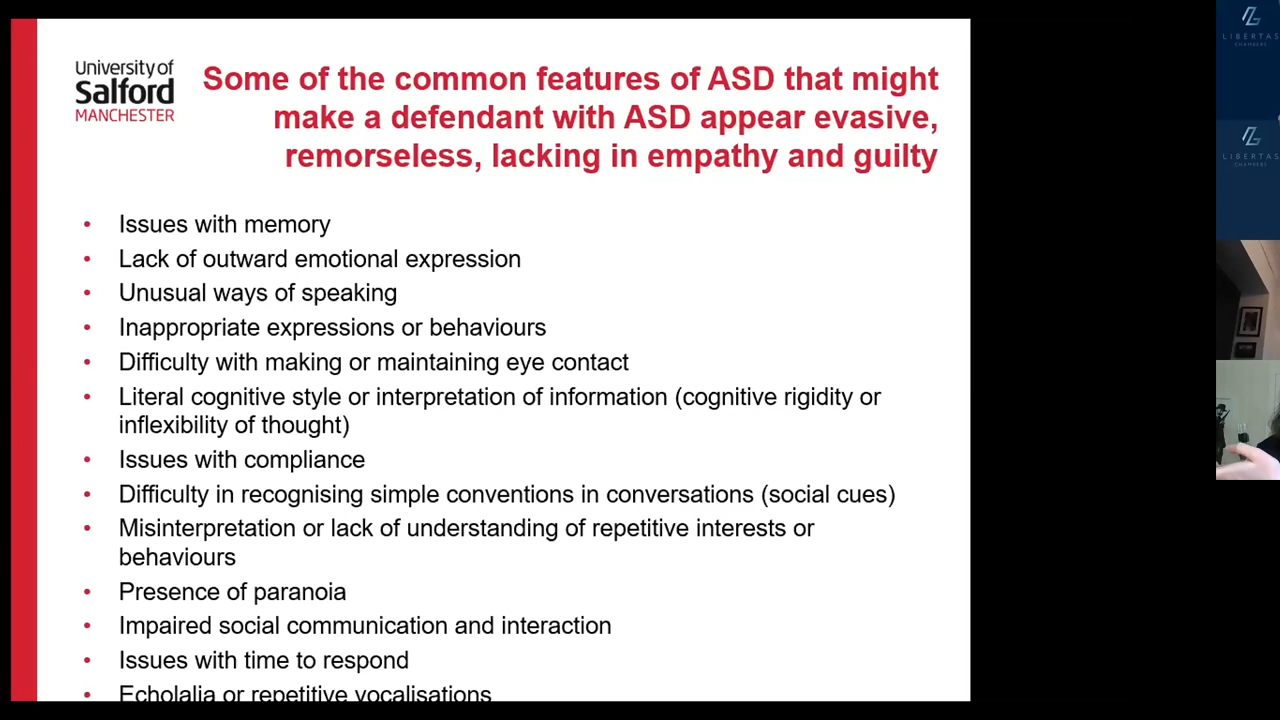 University of
Salford
MANCHESTER
Some of the common features of ASD that might
make a defendant with ASD appear evasive,
remorseless, lacking in empathy and guilty
• Issues with memory
• Lack of outward emotional expression
• Unusual ways of speaking
• Inappropriate expressions or behaviours
• Difficulty with making or maintaining eye contact
• Literal cognitive style or interpretation of information (cognitive rigidity or
inflexibility of thought)
• Issues with compliance
• Difficulty in recognising simple conventions in conversations (social cues)
• Misinterpretation or lack of understanding of repetitive interests or
behaviours
• Presence of paranoia
• Impaired social communication and interaction
• Issues with time to respond
• Echolalia or repetitive vocalisations
LIBERTAS
CHAMBERS
LIBERTAS
CHAMBERS